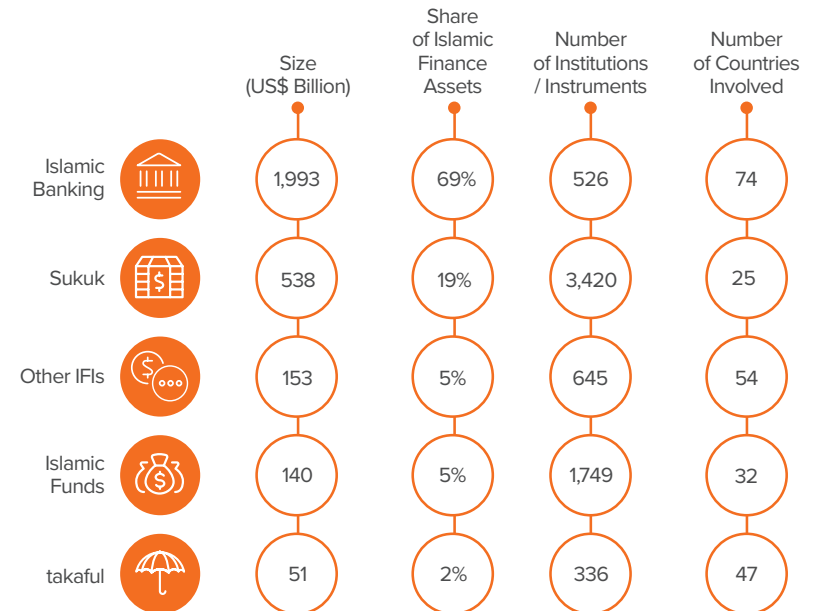 Size
(US$ Billion)
Share
of Islamic
Finance
Assets
Number
of Institutions
/ Instruments
Number
of Countries
Involved
Islamic
Banking
1,993
69%
526
74
Sukuk
$
538
19%
3,420
25
Other IFIs
$
153
5%
645
54
Islamic
Funds
$
140
5%
1,749
32
takaful
51
2%
336
47